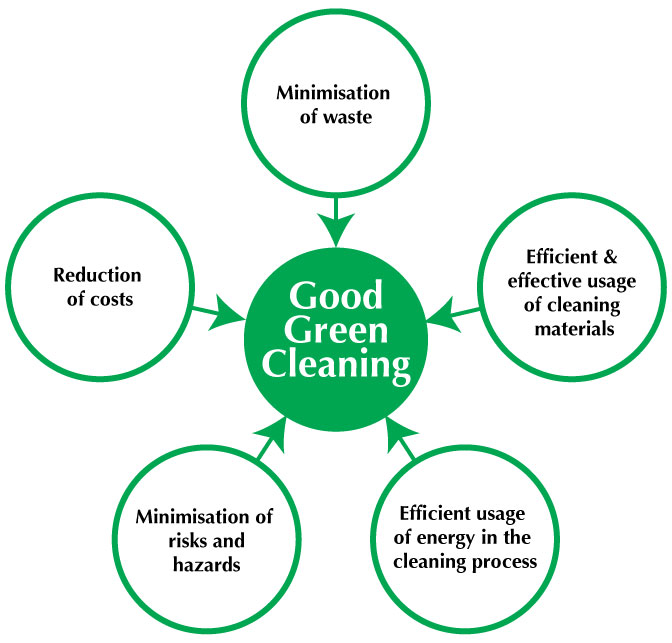 Minimisation
of waste
Efficient &
effective usage
of cleaning
materials
Efficient usage
of energy in the
cleaning process
Minimisation of
risks and
hazards
Reduction
of costs
Good
Green
Cleaning